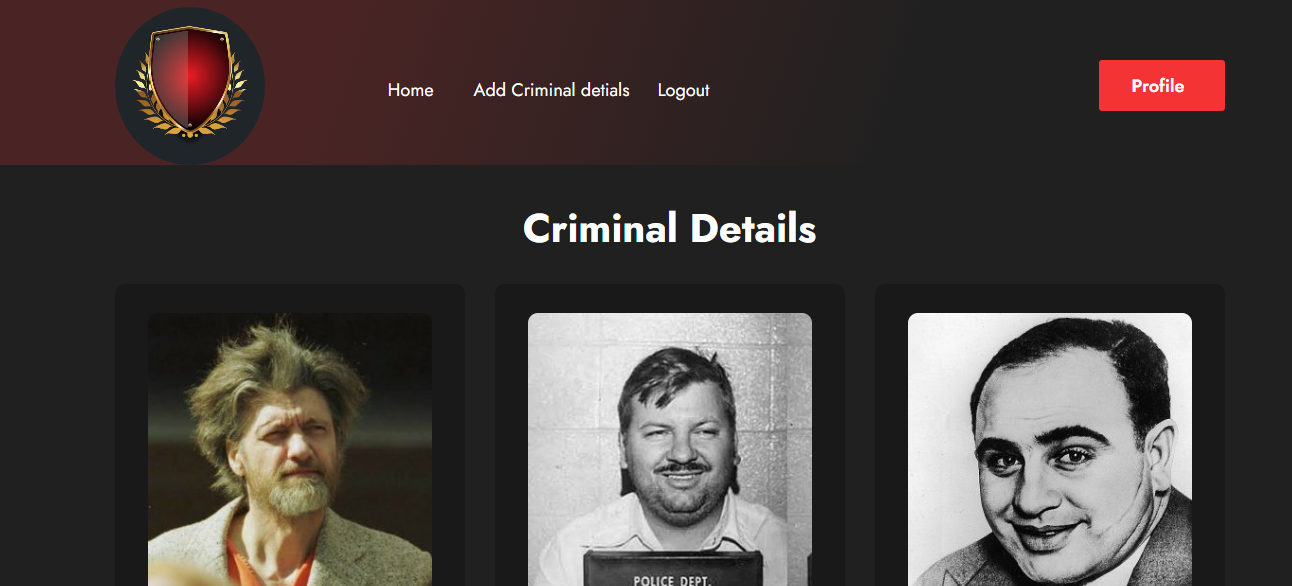 Home Add Criminal detials Logout
Profile
Criminal Details
POLICE DEPT.